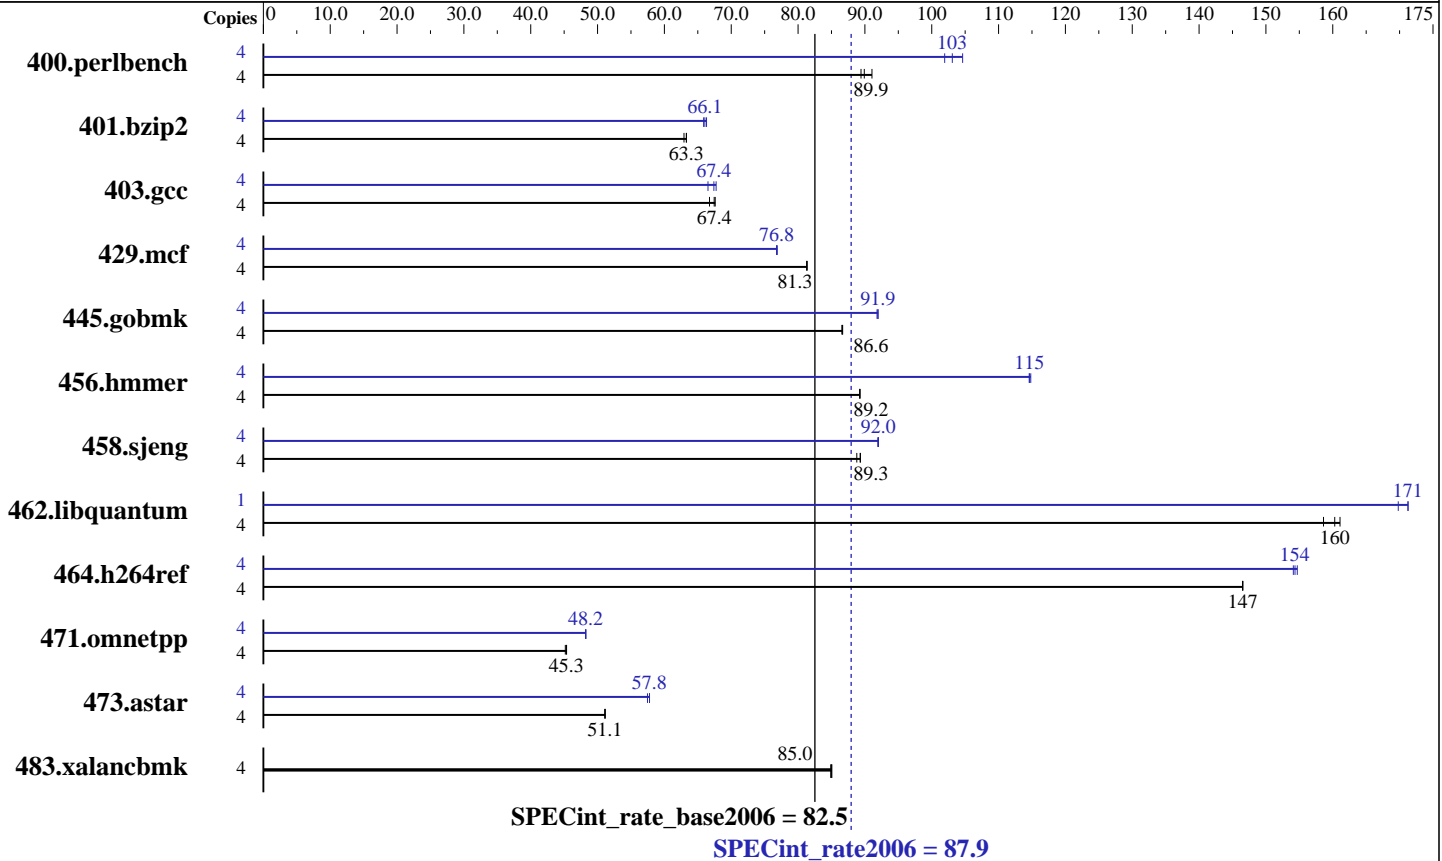 Copies 0 10.0 20.0 30.0 40.0 50.0 60.0 70.0 80.0 90.0 100 110 120 130 140 150 160 175
400.perlbench 4 103
4 89.9
401.bzip2 4 66.1
4 63.3
403.gcc 4 67.4
4 67.4
429.mcf 4 76.8
4 81.3
445.gobmk 4 91.9
4 86.6
456.hmmer 4 115
4 89.2
458.sjeng 4 92.0
4 89.3
462.libquantum 1 171
4 160
464.h264ref 4 154
4 147
471.omnetpp 4 48.2
4 45.3
473.astar 4 57.8
4 51.1
483.xalancbmk 4 85.0
SPECint_rate_base2006 = 82.5
SPECint_rate2006 = 87.9